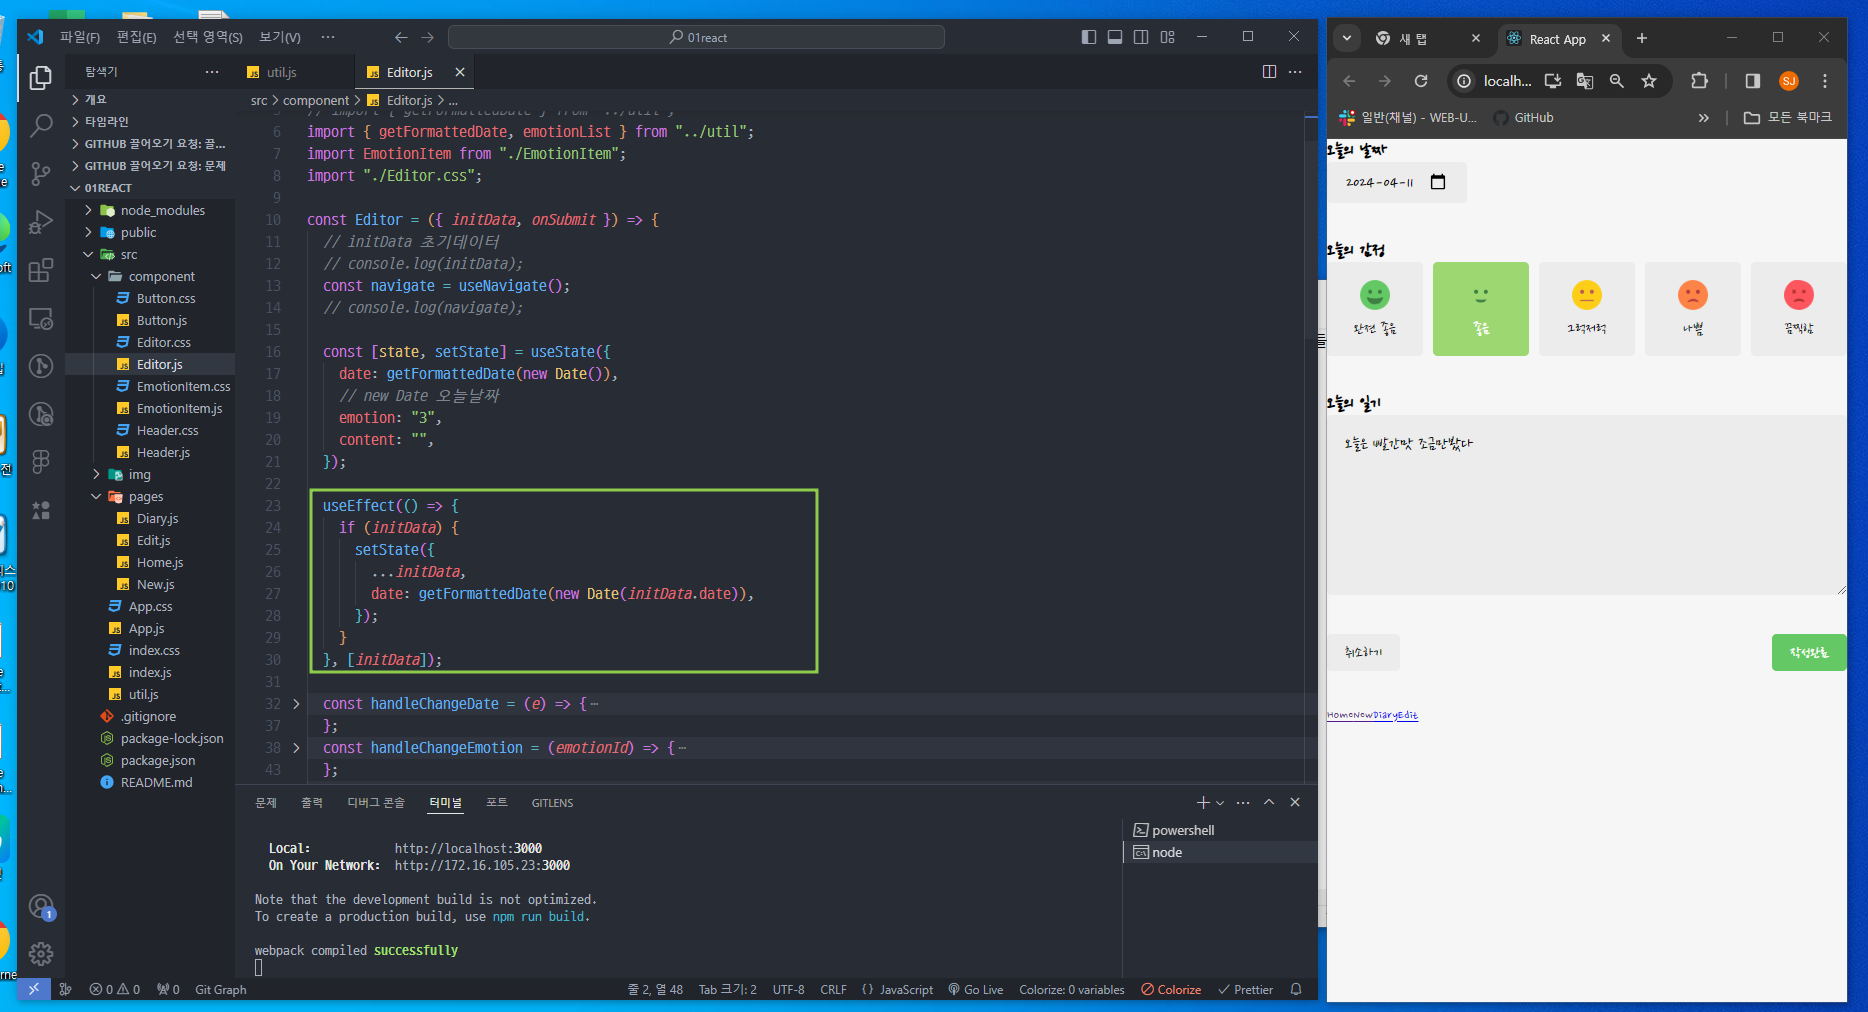 파일(F) 편집(E) 선택 영역(S) 보기(V) ··· 01react
탐색기 ···
개요
타임라인
GITHUB 끌어오기 요청: 끌...
GITHUB 끌어오기 요청: 문제
01REACT
node_modules
public
src
component
Button.css
Button.js
Editor.css
Editor.js
EmotionItem.css
EmotionItem.js
Header.css
Header.js
img
pages
Diary.js
Edit.js
Home.js
New.js
App.css
App.js
index.css
index.js
util.js
.gitignore
package-lock.json
package.json
README.md
util.js Editor.js
src > component > Editor.js > ...
5 // import { getFormattedDate } from "../util";
6 import { getFormattedDate, emotionList } from "../util";
7 import EmotionItem from "./EmotionItem";
8 import "./Editor.css";
9
10 const Editor = ({ initData, onSubmit }) => {
11 // initData 초기데이터
12 // console.log(initData);
13 const navigate = useNavigate();
14 // console.log(navigate);
15
16 const [state, setState] = useState({
17 date: getFormattedDate(new Date()),
18 // new Date 오늘날짜
19 emotion: "3",
20 content: "",
21 });
22
23 useEffect(() => {
24 if (initData) {
25 setState({
26 ...initData,
27 date: getFormattedDate(new Date(initData.date)),
28 });
29 }
30 }, [initData]);
31
32 const handleChangeDate = (e) => {···
37 };
38 const handleChangeEmotion = (emotionId) => {···
43 };
문제 출력 디버그 콘솔 터미널 포트 GITLENS
Local: http://localhost:3000
On Your Network: http://172.16.105.23:3000
Note that the development build is not optimized.
To create a production build, use npm run build.
webpack compiled successfully
powershell
node
1
0 0 0 Git Graph 줄 2, 열 48 Tab 크기: 2 UTF-8 CRLF {} JavaScript Go Live Colorize: 0 variables Colorize Prettier
새 탭 React App
localh... SJ
일반(채널) - WEB-U... GitHub » 모든 북마크
오늘의 날짜
2024-04-11
오늘의 감정
완전 좋음 좋음 그럭저럭 나쁨 끔찍함
오늘의 일기
오늘은 빨간맛 조금만봤다
취소하기 작성완료
HomeNewDiaryEdit